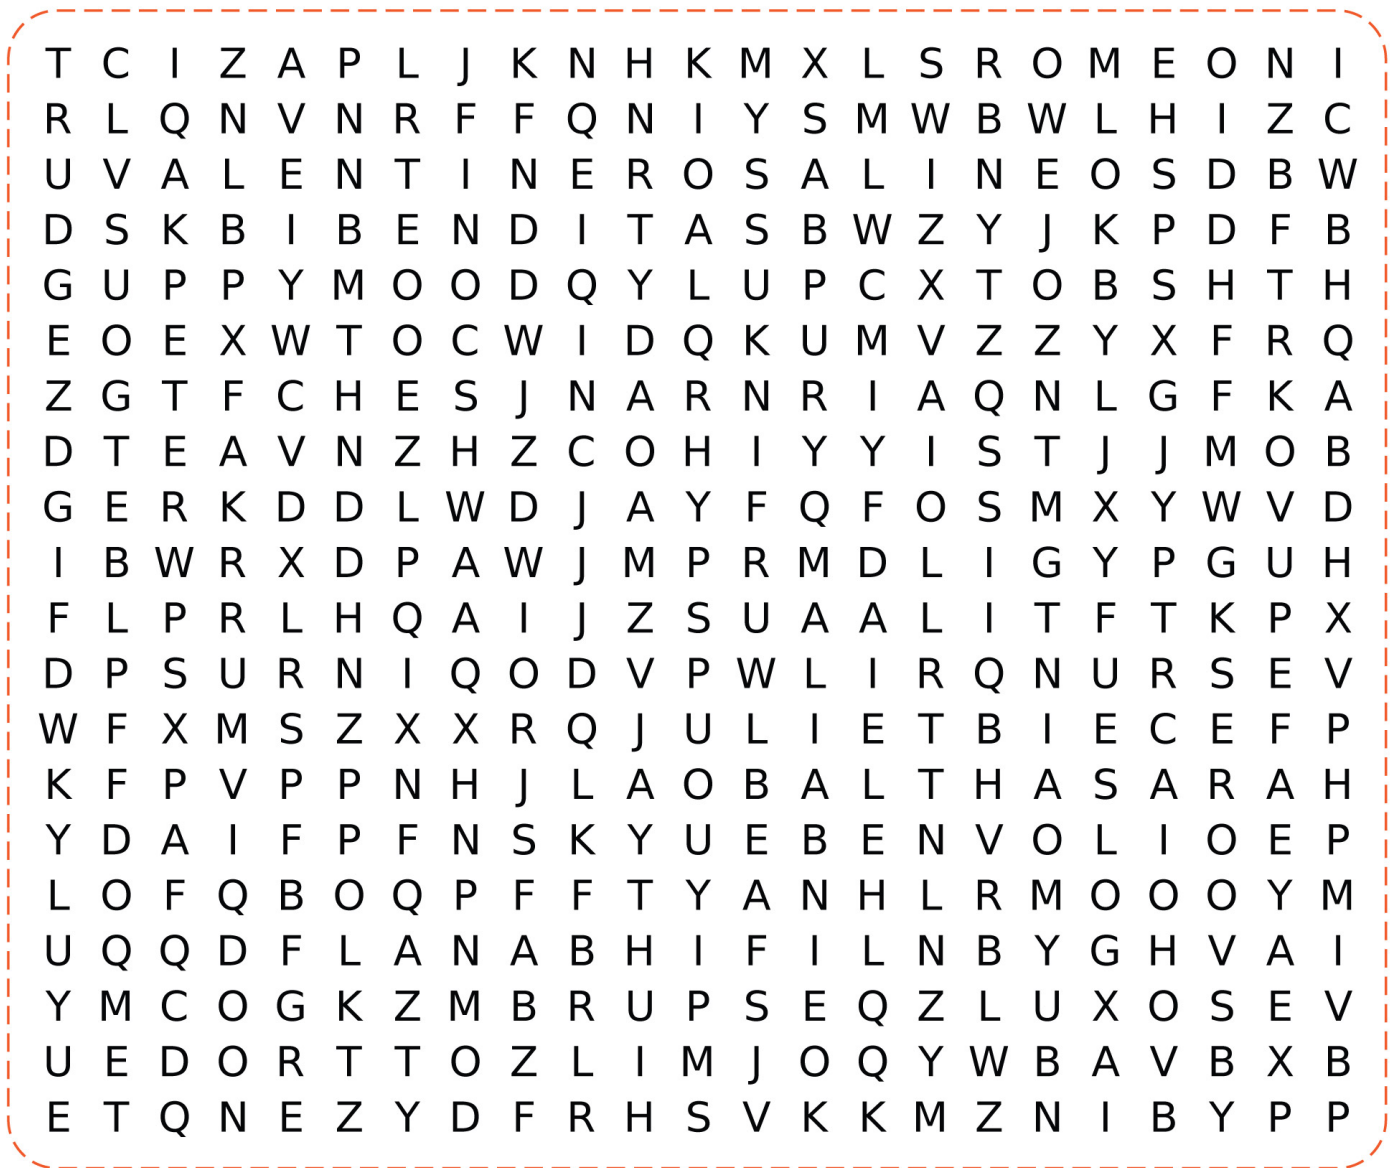 T C I Z A P L J K N H K M X L S R O M E O N I
R L Q N V N R F F Q N I Y S M W B W L H I Z C
U V A L E N T I N E R O S A L I N E O S D B W
D S K B I B E N D I T A S B W Z Y J K P D F B
G U P P Y M O O D Q Y L U P C X T O B S H T H
E O E X W T O C W I D Q K U M V Z Z Y X F R Q
Z G T F C H E S J N A R N R I A Q N L G F K A
D T E A V N Z H Z C O H I Y Y I S T J J M O B
G E R K D D L W D J A Y F Q F O S M X Y W V D
I B W R X D P A W J M P R M D L I G Y P G U H
F L P R L H Q A I J Z S U A A L I T F T K P X
D P S U R N I Q O D V P W L I R Q N U R S E V
W F X M S Z X X R Q J U L I E T B I E C E F P
K F P V P P N H J L A O B A L T H A S A R A H
Y D A I F P F N S K Y U E B E N V O L I O E P
L O F Q B O Q P F F T Y A N H L R M O O O Y M
U Q Q D F L A N A B H I F I L N B Y G H V A I
Y M C O G K Z M B R U P S E Q Z L U X O S E V
U E D O R T T O Z L I M J O Q Y W B A V B X B
E T Q N E Z Y D F R H S V K K M Z N I B Y P P